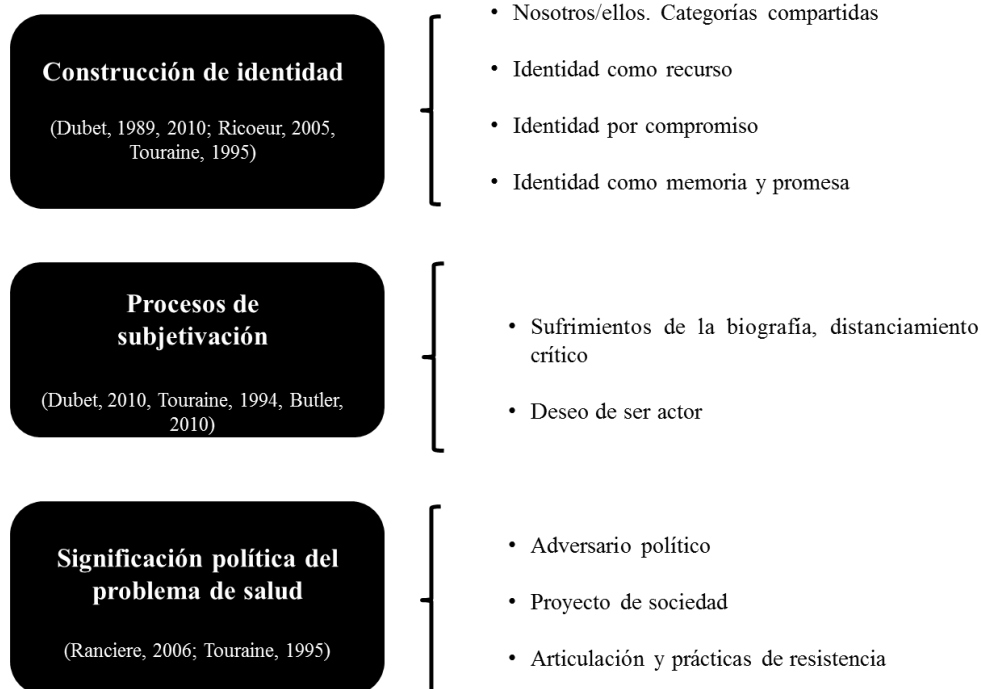 Construcción de identidad
(Dubet, 1989, 2010; Ricoeur, 2005,
Touraine, 1995)
• Nosotros/ellos. Categorías compartidas
• Identidad como recurso
• Identidad por compromiso
• Identidad como memoria y promesa
Procesos de
subjetivación
(Dubet, 2010, Touraine, 1994, Butler,
2010)
• Sufrimientos de la biografía, distanciamiento
crítico
• Deseo de ser actor
Significación política del
problema de salud
(Ranciere, 2006; Touraine, 1995)
• Adversario político
• Proyecto de sociedad
• Articulación y prácticas de resistencia